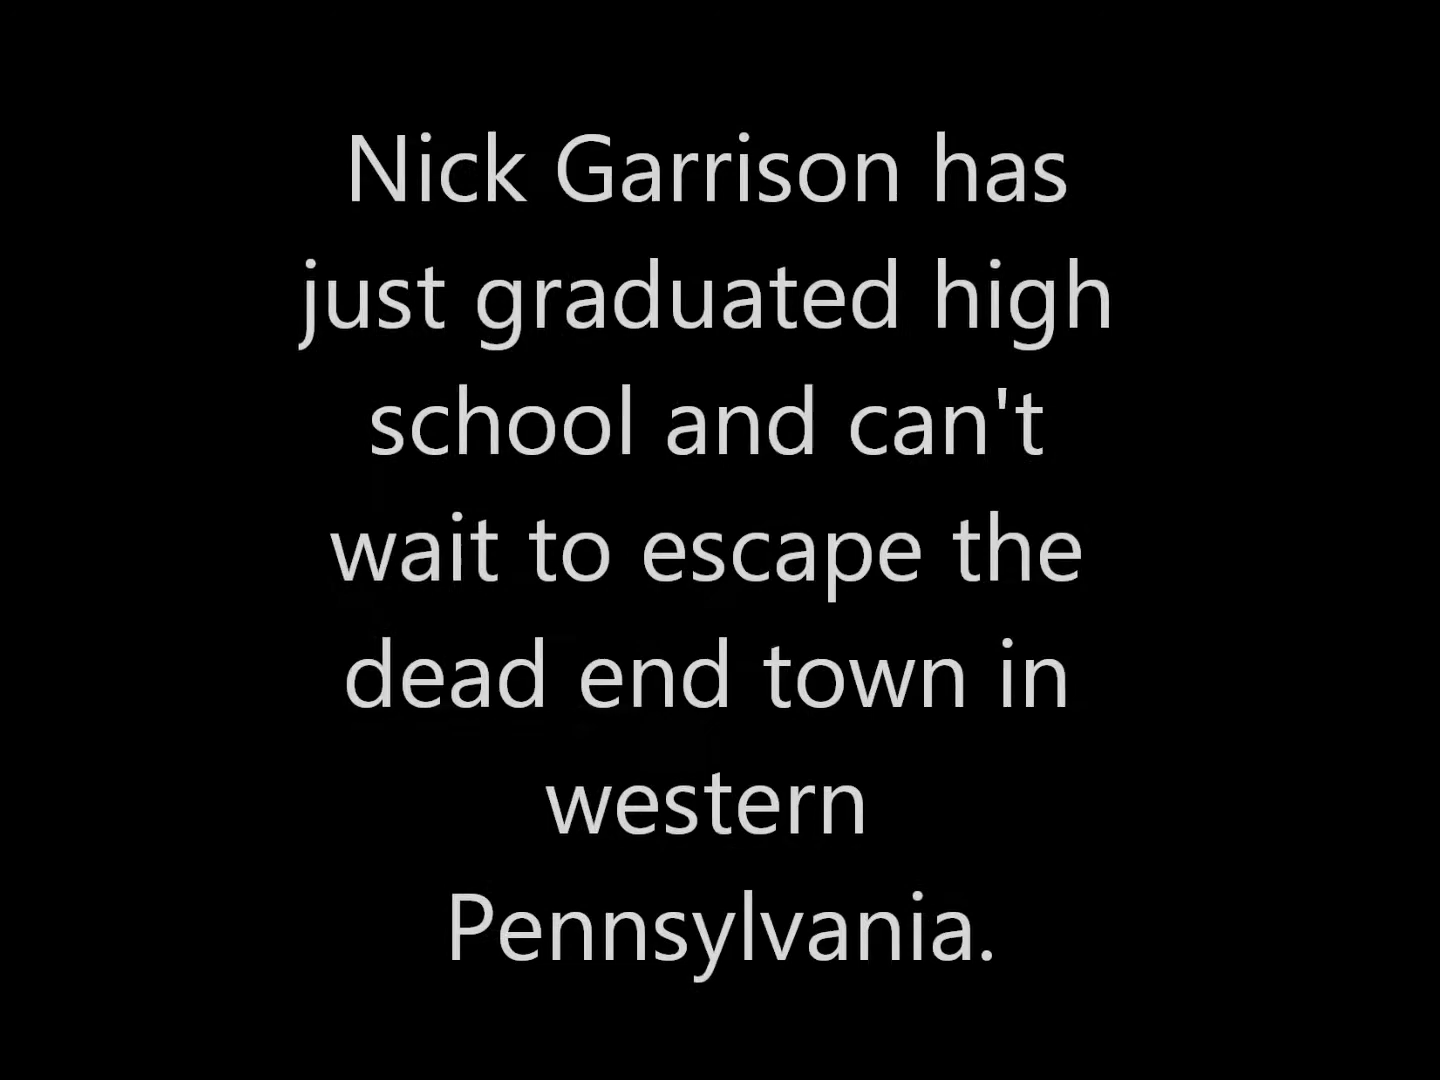 Nick Garrison has
just graduated high
school and can't
wait to escape the
dead end town in
western
Pennsylvania.